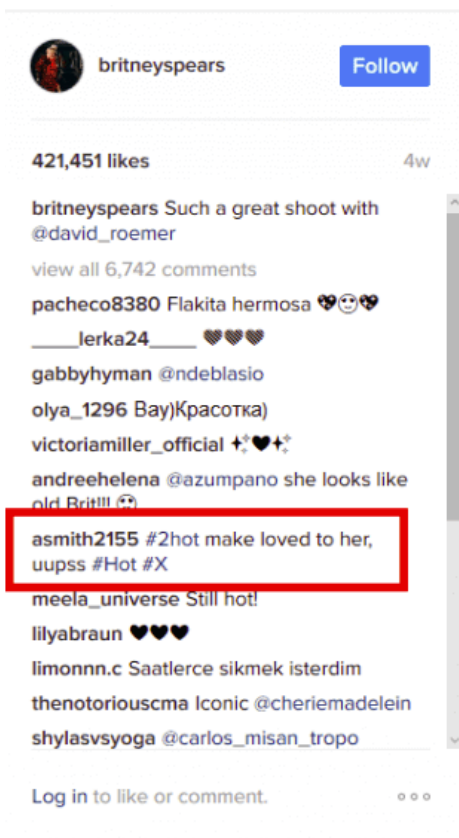 britneyspears Follow
421,451 likes 4w
britneyspears Such a great shoot with
@david_roemer
view all 6,742 comments
pacheco8380 Flakita hermosa 💖🙂💖
____lerka24____ 💗💗💗
gabbyhyman @ndeblasio
olya_1296 Вау)Красотка)
victoriamiller_official ✨🖤✨
andreehelena @azumpano she looks like
old Brit!!! 🙂
asmith2155 #2hot make loved to her,
uupss #Hot #X
meela_universe Still hot!
lilyabraun 🖤🖤🖤
limonnn.c Saatlerce sikmek isterdim
thenotoriouscma Iconic @cheriemadelein
shylasvsyoga @carlos_misan_tropo
Log in to like or comment.